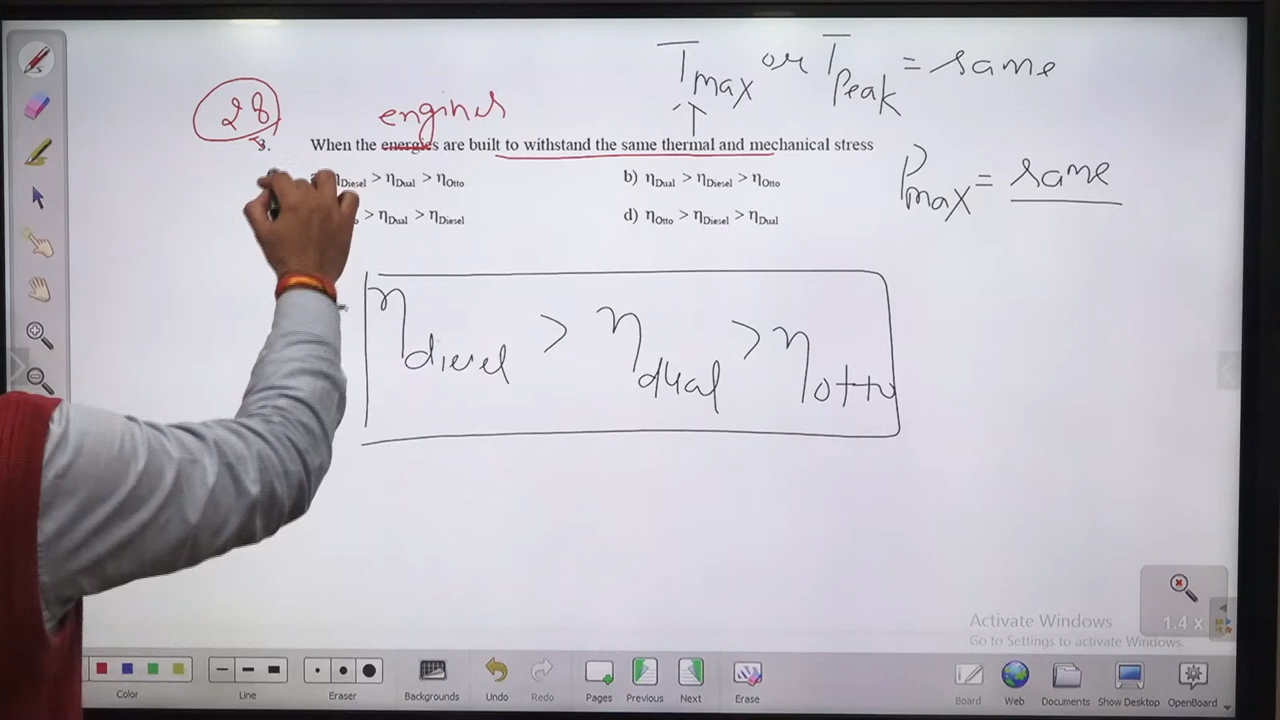 T̅max or T̅Peak = same
28
engines
3. When the energies are built to withstand the same thermal and mechanical stress
Pmax = same
ηDiesel > ηDual > ηOtto
b) ηDual > ηDiesel > ηOtto
> ηDual > ηDiesel
d) ηOtto > ηDiesel > ηDual
ηdiesel > ηdual > ηotto
Activate Windows
Go to Settings to activate Windows.
1.4 x
Color Line Eraser Backgrounds Undo Redo Pages Previous Next Erase Board Web Documents Show Desktop OpenBoard